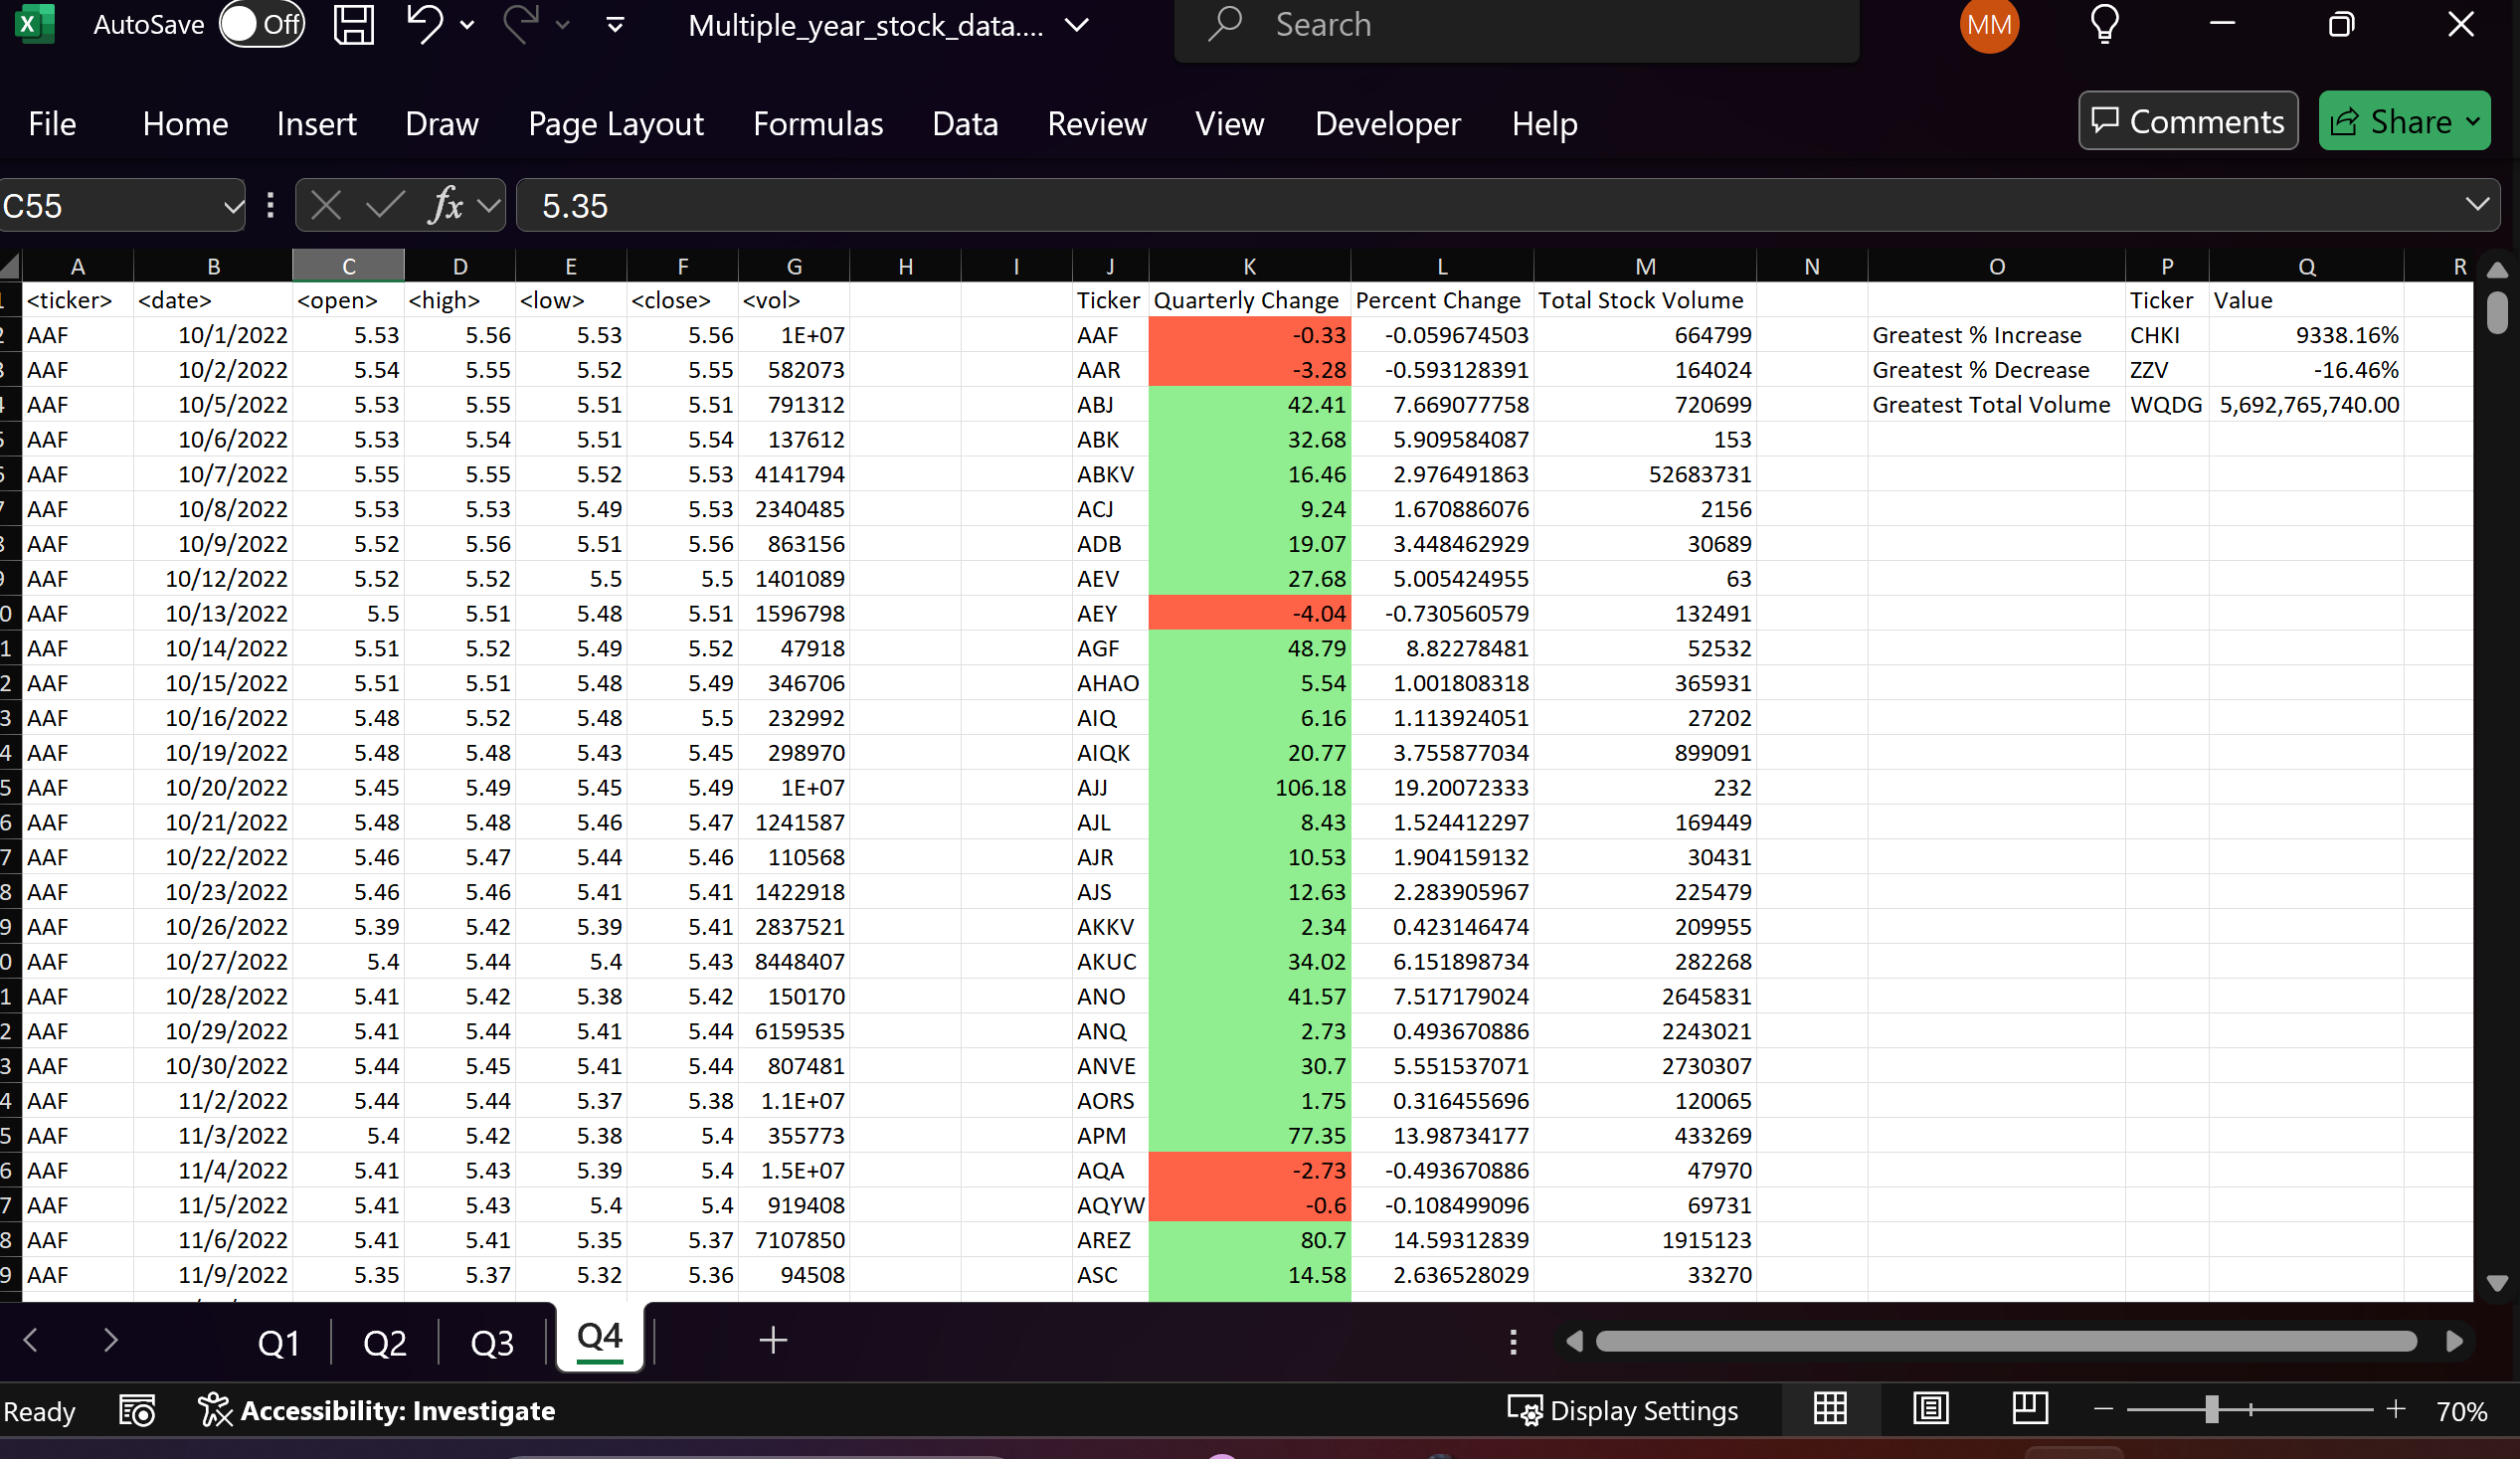 AutoSave Off Multiple_year_stock_data.... Search MM
File Home Insert Draw Page Layout Formulas Data Review View Developer Help Comments Share
C55 fx 5.35
A B C D E F G H I J K L M N O P Q R
<ticker> <date> <open> <high> <low> <close> <vol> Ticker Quarterly Change Percent Change Total Stock Volume Ticker Value
AAF 10/1/2022 5.53 5.56 5.53 5.56 1E+07 AAF -0.33 -0.059674503 664799 Greatest % Increase CHKI 9338.16%
AAF 10/2/2022 5.54 5.55 5.52 5.55 582073 AAR -3.28 -0.593128391 164024 Greatest % Decrease ZZV -16.46%
AAF 10/5/2022 5.53 5.55 5.51 5.51 791312 ABJ 42.41 7.669077758 720699 Greatest Total Volume WQDG 5,692,765,740.00
AAF 10/6/2022 5.53 5.54 5.51 5.54 137612 ABK 32.68 5.909584087 153
AAF 10/7/2022 5.55 5.55 5.52 5.53 4141794 ABKV 16.46 2.976491863 52683731
AAF 10/8/2022 5.53 5.53 5.49 5.53 2340485 ACJ 9.24 1.670886076 2156
AAF 10/9/2022 5.52 5.56 5.51 5.56 863156 ADB 19.07 3.448462929 30689
AAF 10/12/2022 5.52 5.52 5.5 5.5 1401089 AEV 27.68 5.005424955 63
AAF 10/13/2022 5.5 5.51 5.48 5.51 1596798 AEY -4.04 -0.730560579 132491
AAF 10/14/2022 5.51 5.52 5.49 5.52 47918 AGF 48.79 8.82278481 52532
AAF 10/15/2022 5.51 5.51 5.48 5.49 346706 AHAO 5.54 1.001808318 365931
AAF 10/16/2022 5.48 5.52 5.48 5.5 232992 AIQ 6.16 1.113924051 27202
AAF 10/19/2022 5.48 5.48 5.43 5.45 298970 AIQK 20.77 3.755877034 899091
AAF 10/20/2022 5.45 5.49 5.45 5.49 1E+07 AJJ 106.18 19.20072333 232
AAF 10/21/2022 5.48 5.48 5.46 5.47 1241587 AJL 8.43 1.524412297 169449
AAF 10/22/2022 5.46 5.47 5.44 5.46 110568 AJR 10.53 1.904159132 30431
AAF 10/23/2022 5.46 5.46 5.41 5.41 1422918 AJS 12.63 2.283905967 225479
AAF 10/26/2022 5.39 5.42 5.39 5.41 2837521 AKKV 2.34 0.423146474 209955
AAF 10/27/2022 5.4 5.44 5.4 5.43 8448407 AKUC 34.02 6.151898734 282268
AAF 10/28/2022 5.41 5.42 5.38 5.42 150170 ANO 41.57 7.517179024 2645831
AAF 10/29/2022 5.41 5.44 5.41 5.44 6159535 ANQ 2.73 0.493670886 2243021
AAF 10/30/2022 5.44 5.45 5.41 5.44 807481 ANVE 30.7 5.551537071 2730307
AAF 11/2/2022 5.44 5.44 5.37 5.38 1.1E+07 AORS 1.75 0.316455696 120065
AAF 11/3/2022 5.4 5.42 5.38 5.4 355773 APM 77.35 13.98734177 433269
AAF 11/4/2022 5.41 5.43 5.39 5.4 1.5E+07 AQA -2.73 -0.493670886 47970
AAF 11/5/2022 5.41 5.43 5.4 5.4 919408 AQYW -0.6 -0.108499096 69731
AAF 11/6/2022 5.41 5.41 5.35 5.37 7107850 AREZ 80.7 14.59312839 1915123
AAF 11/9/2022 5.35 5.37 5.32 5.36 94508 ASC 14.58 2.636528029 33270
Q1 Q2 Q3 Q4
Ready Accessibility: Investigate Display Settings 70%